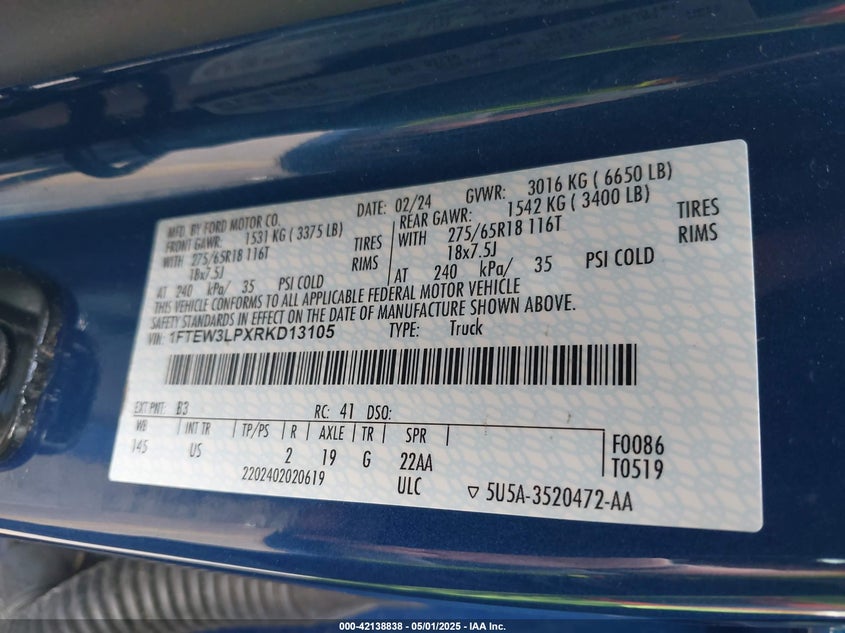 MFD. BY FORD MOTOR CO. DATE: 02/24 GVWR: 3016 KG ( 6650 LB)
FRONT GAWR: 1531 KG ( 3375 LB) REAR GAWR: 1542 KG ( 3400 LB)
WITH 275/65R18 116T TIRES WITH 275/65R18 116T TIRES
18x7.5J RIMS 18x7.5J RIMS
AT 240 kPa/ 35 PSI COLD AT 240 kPa/ 35 PSI COLD
THIS VEHICLE CONFORMS TO ALL APPLICABLE FEDERAL MOTOR VEHICLE
SAFETY STANDARDS IN EFFECT ON THE DATE OF MANUFACTURE SHOWN ABOVE.
VIN: 1FTEW3LPXRKD13105 TYPE: Truck
EXT PNT: B3 RC: 41 DSO:
WB INT TR TP/PS R AXLE TR SPR F0086
145 US 2 19 G 22AA T0519
2202402020619 ULC 5U5A-3520472-AA
000-42138838 - 05/01/2025 - IAA Inc.